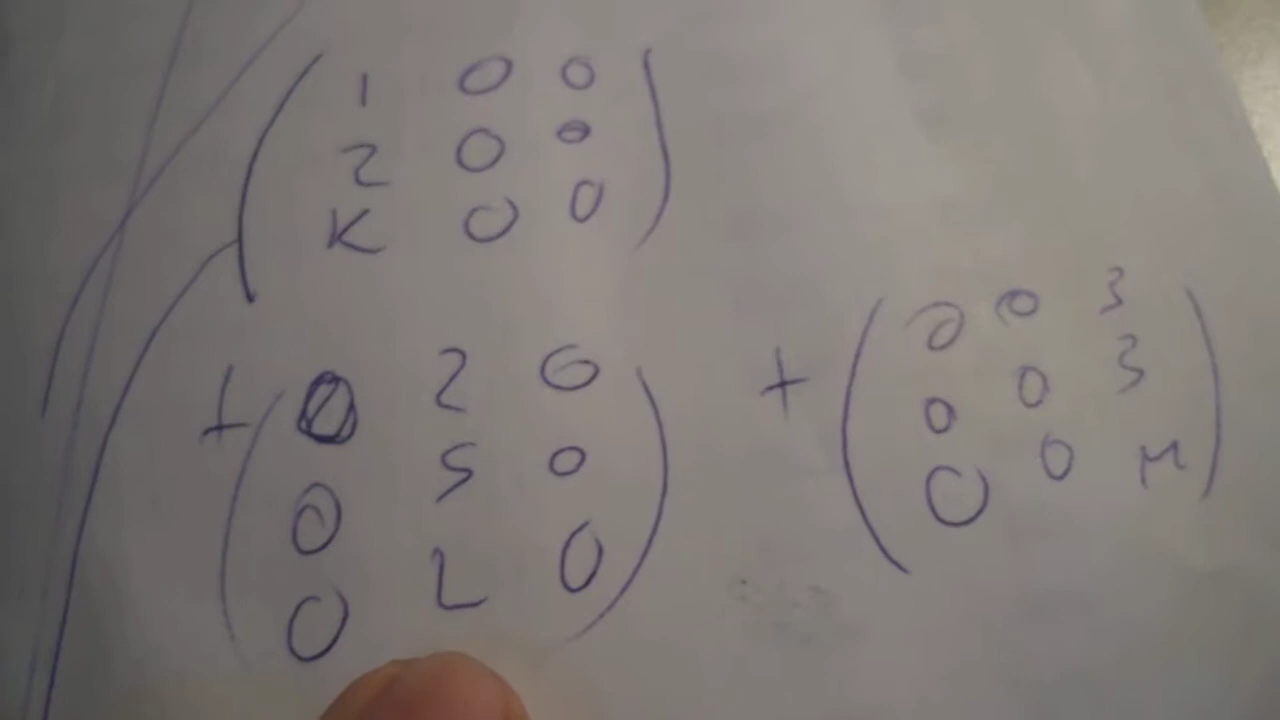 1 0 0
2 0 0
K 0 0
+ 0 2 0
0 5 0
0 L 0
+ 0 0 3
0 0 3
0 0 M